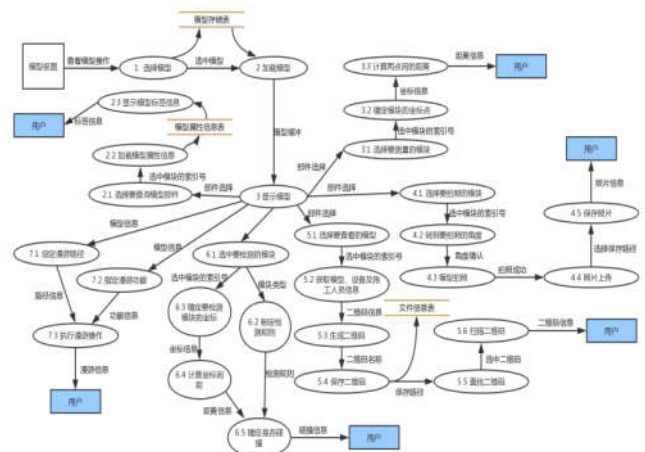 模型存储表
3.3 计算两点间的距离
距离信息
用户
模型视图
查看模型操作
1 选择模型
选中模型
2 加载模型
坐标信息
2.3 显示模型标签信息
3.2 确定模块的坐标点
用户
标签信息
模型属性信息表
模型缓冲
选中模块的索引号
用户
2.2 加载模型属性信息
3.1 选择要测量的模块
选中模块的索引号
部件选择
照片信息
2.1 选择要查询模型部件
部件选择
3 显示模型
部件选择
4.1 选择要拍照的模块
4.5 保存照片
模型信息
部件选择
选中模块的索引号
7.1 设定漫游路径
模型信息
6.1 选中要检测的模块
5.1 选择要查看的模型
4.2 转到要拍照的角度
选择保存路径
选中模块的索引号
角度确认
7.2 绑定漫游功能
选中模块的索引号
模块类型
5.2 获取模型、设备及施
工人员信息
4.3 模型拍照
拍照成功
4.4 照片上传
路径信息
功能信息
6.3 确定要检测
模块的坐标
6.2 制定检
测规则
二维码信息
文件信息表
5.6 扫描二维码
二维码信息
用户
7.3 执行漫游操作
5.3 生成二维码
坐标信息
二维码名称
选中二维码
漫游信息
6.4 计算坐标间
距
检测规则
5.4 保存二维码
保存路径
5.5 查找二维码
用户
距离信息
6.5 确定是否碰
撞
碰撞信息
用户